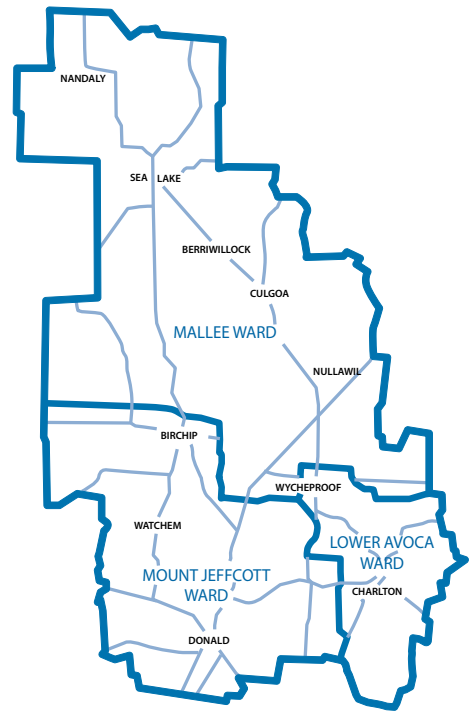 NANDALY
SEA LAKE
BERRIWILLOCK
CULGOA
MALLEE WARD
NULLAWIL
BIRCHIP
WYCHEPROOF
WATCHEM
LOWER AVOCA
WARD
MOUNT JEFFCOTT
WARD
CHARLTON
DONALD